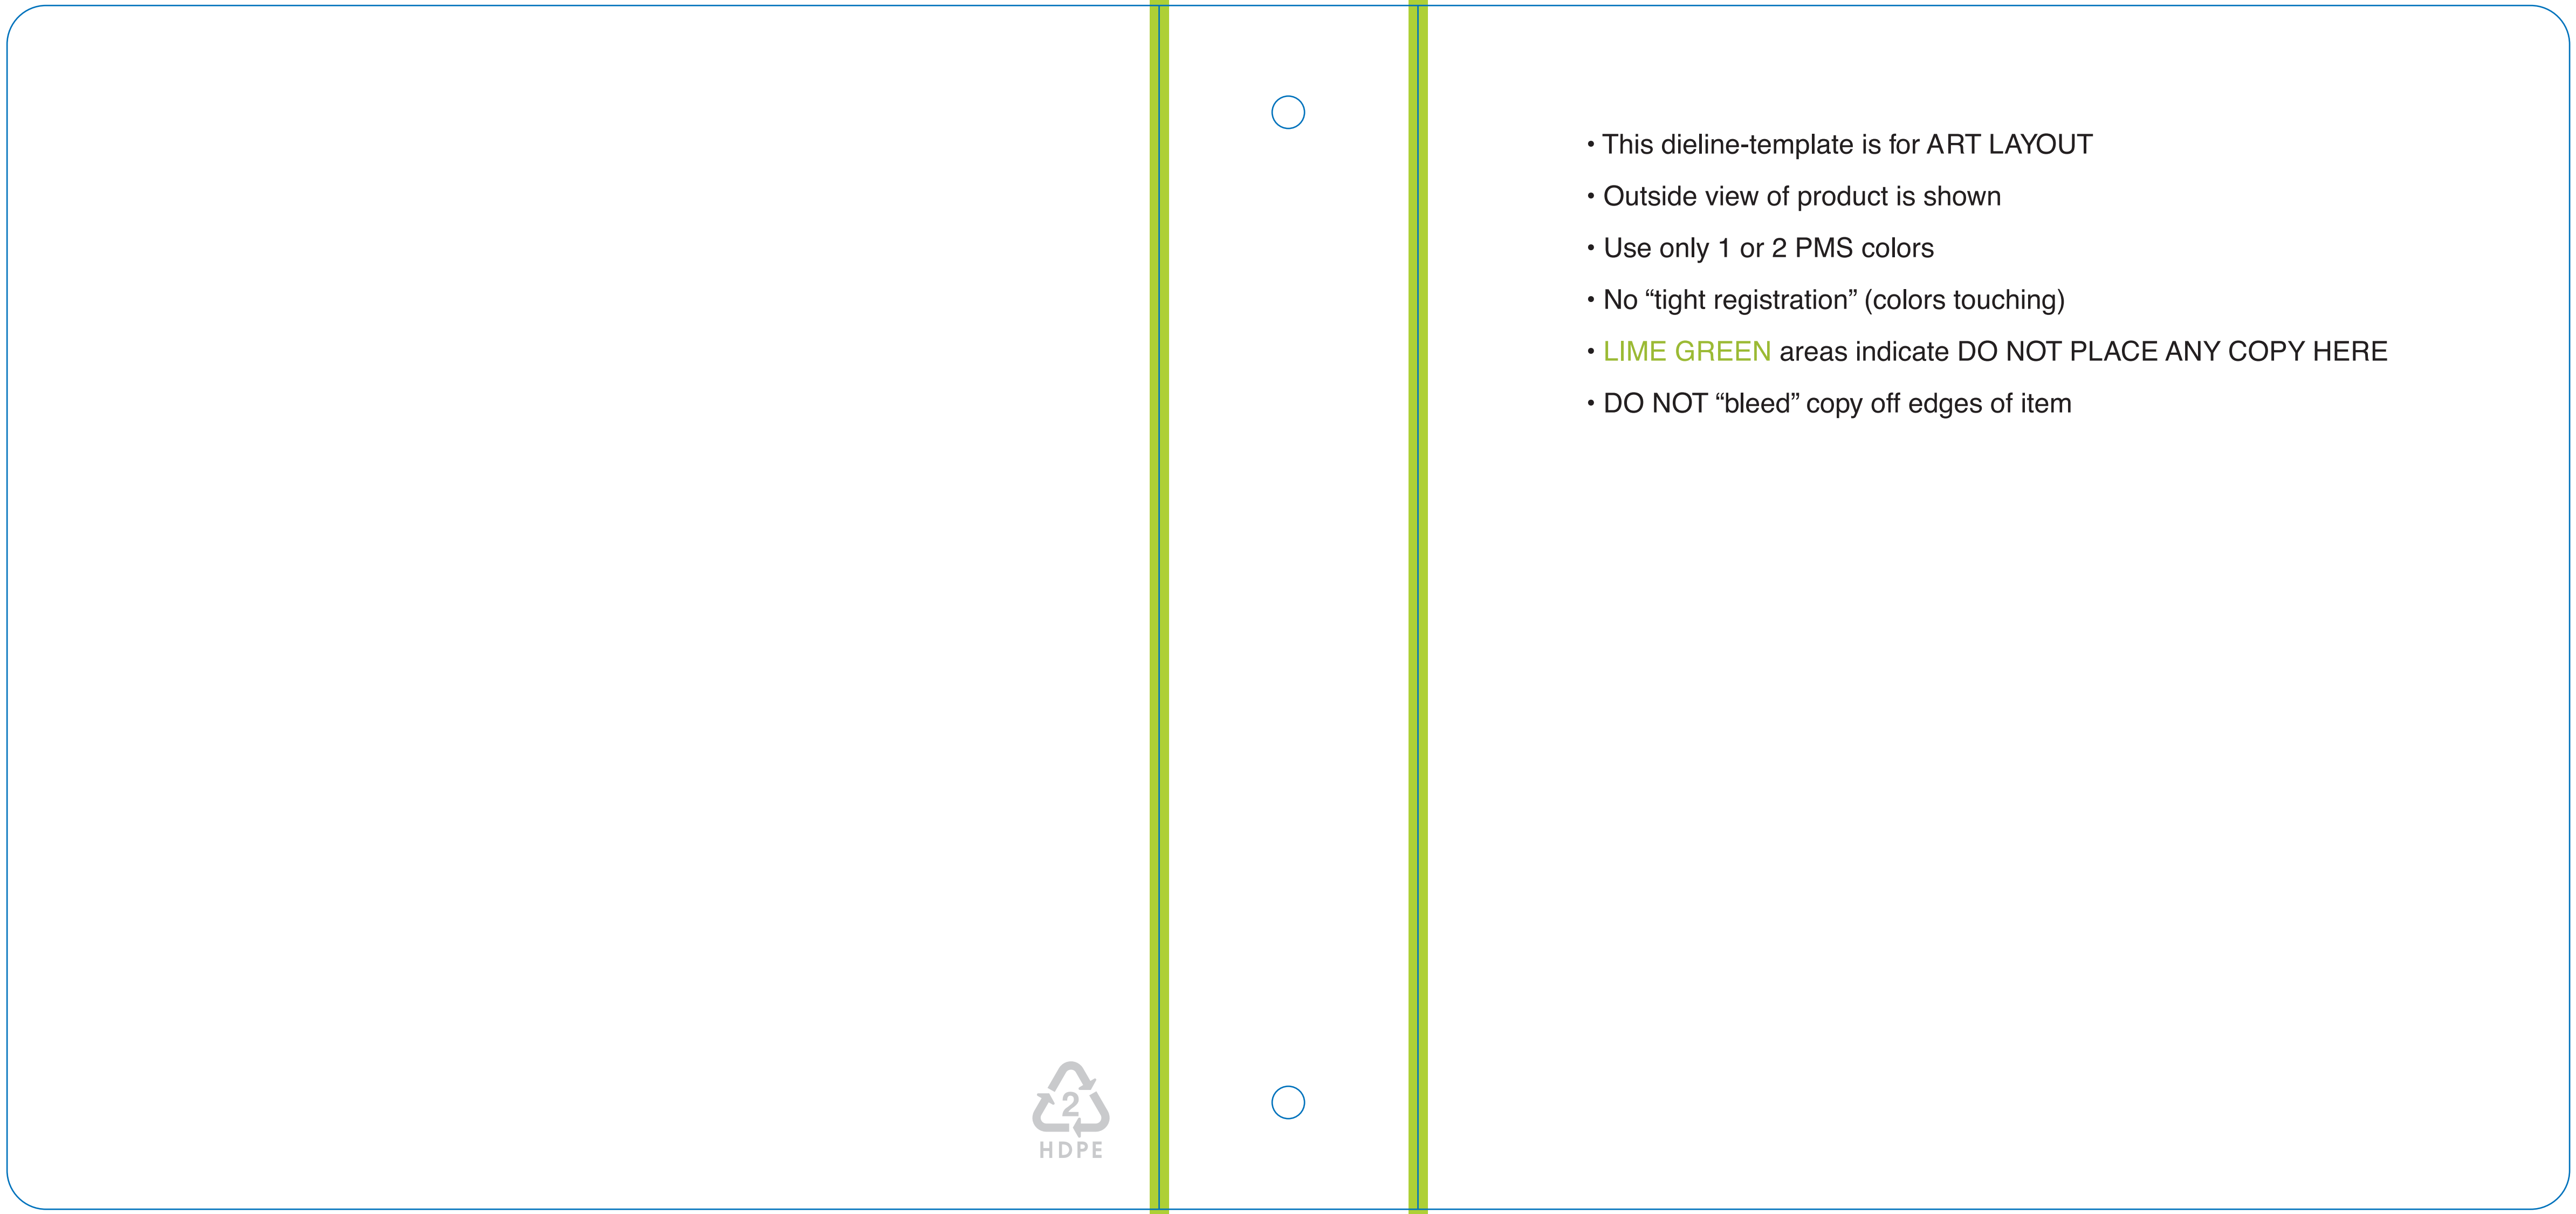 • This dieline-template is for ART LAYOUT
• Outside view of product is shown
• Use only 1 or 2 PMS colors
• No “tight registration” (colors touching)
• LIME GREEN areas indicate DO NOT PLACE ANY COPY HERE
• DO NOT “bleed” copy off edges of item
2
HDPE